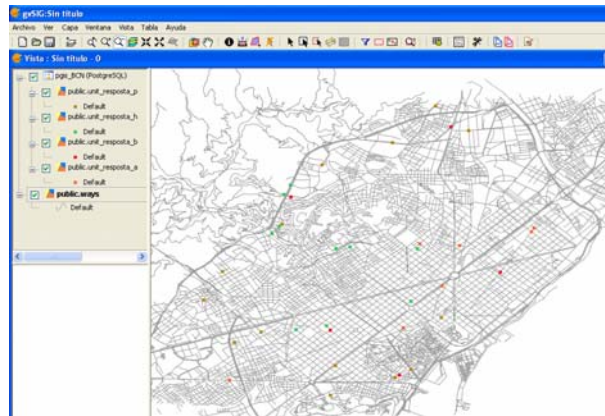 gvSIG:Sin título
Archivo Ver Capa Ventana Vista Tabla Ayuda
Vista : Sin título - 0
pgis_BCN (PostgreSQL)
public.unit_resposta_p
Default
public.unit_resposta_h
Default
public.unit_resposta_b
Default
public.unit_resposta_a
Default
public.ways
Default